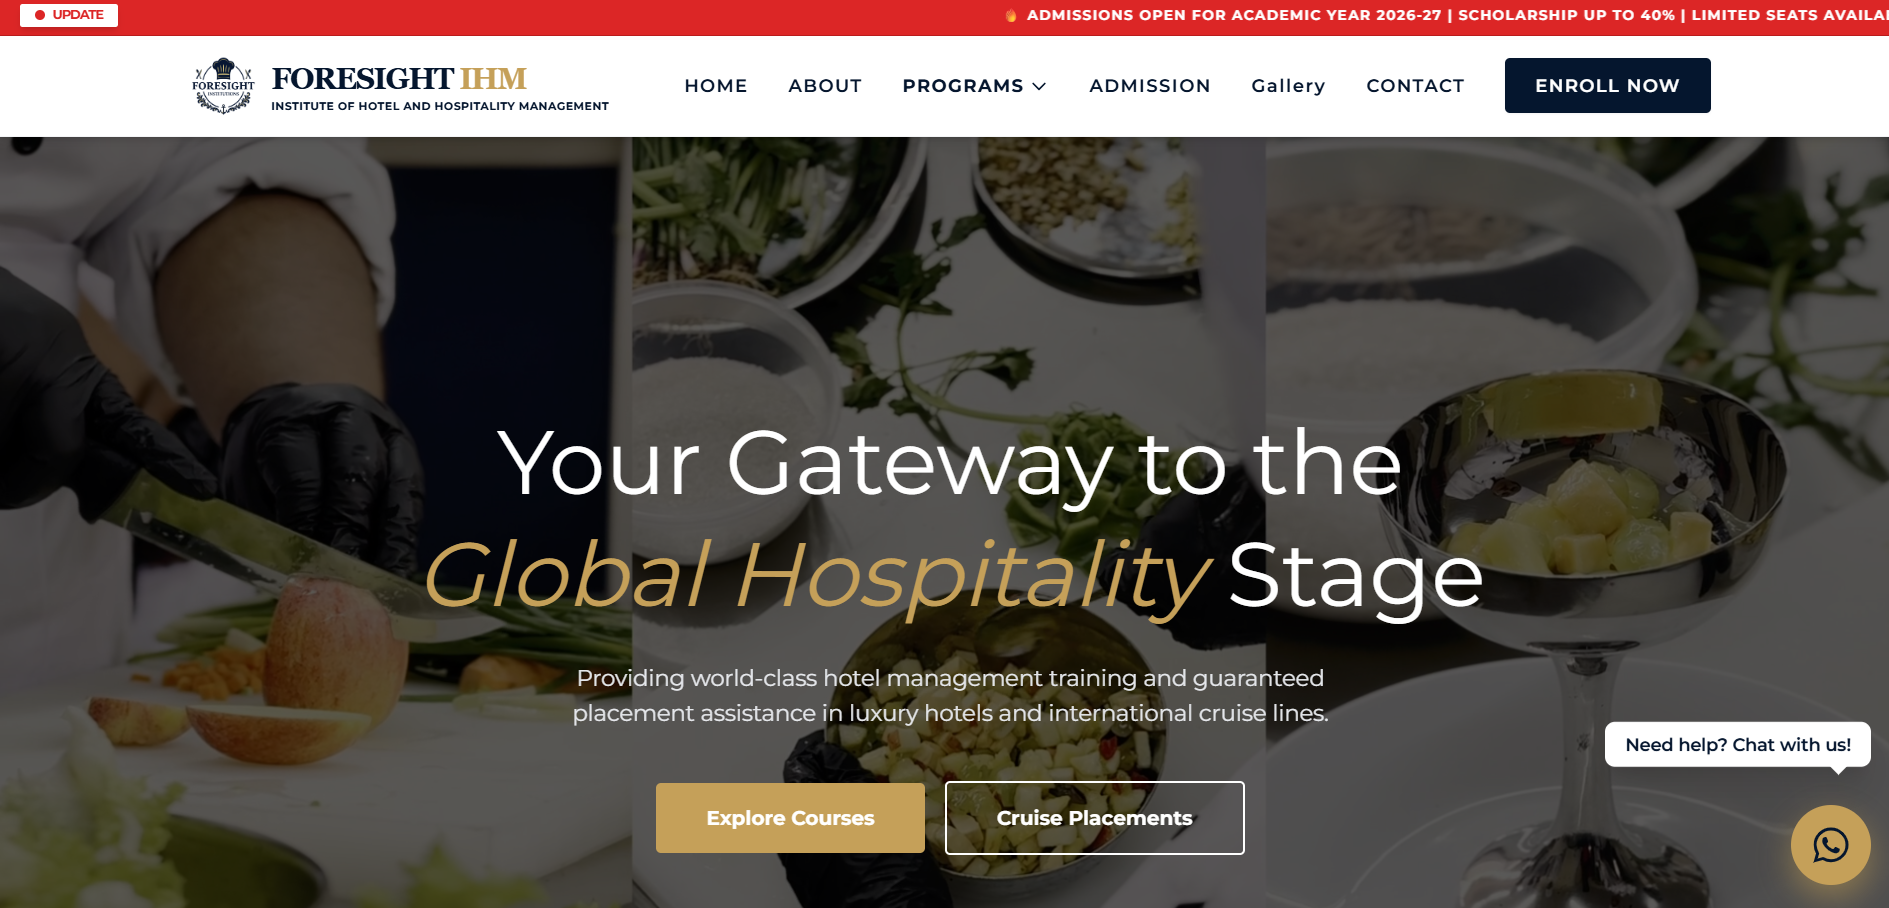 UPDATE
🔥 ADMISSIONS OPEN FOR ACADEMIC YEAR 2026-27 | SCHOLARSHIP UP TO 40% | LIMITED SEATS
FORESIGHT
INSTITUTIONS
FORESIGHT IHM
INSTITUTE OF HOTEL AND HOSPITALITY MANAGEMENT
HOME
ABOUT
PROGRAMS
ADMISSION
Gallery
CONTACT
ENROLL NOW
Your Gateway to the
Global Hospitality Stage
Providing world-class hotel management training and guaranteed
placement assistance in luxury hotels and international cruise lines.
Explore Courses
Cruise Placements
Need help? Chat with us!